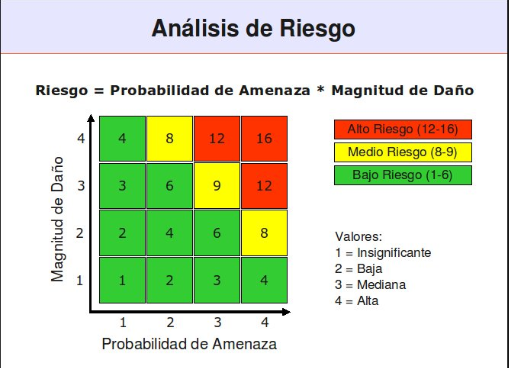 Análisis de Riesgo
Riesgo = Probabilidad de Amenaza * Magnitud de Daño
Magnitud de Daño
4 4 8 12 16
3 3 6 9 12
2 2 4 6 8
1 1 2 3 4
1 2 3 4
Probabilidad de Amenaza
Alto Riesgo (12-16)
Medio Riesgo (8-9)
Bajo Riesgo (1-6)
Valores:
1 = Insignificante
2 = Baja
3 = Mediana
4 = Alta